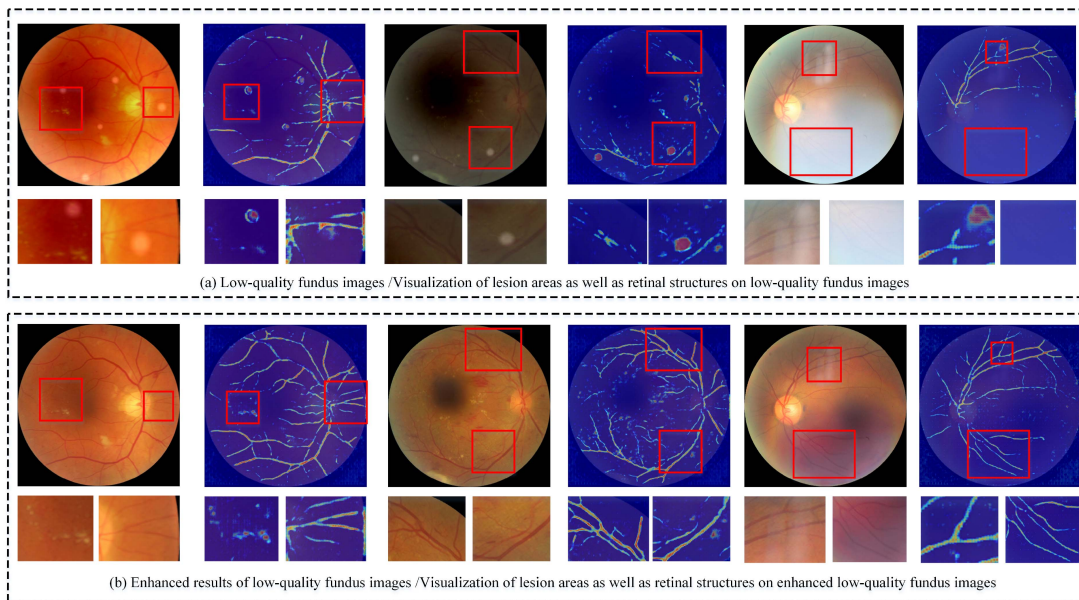 (a) Low-quality fundus images /Visualization of lesion areas as well as retinal structures on low-quality fundus images
(b) Enhanced results of low-quality fundus images /Visualization of lesion areas as well as retinal structures on enhanced low-quality fundus images